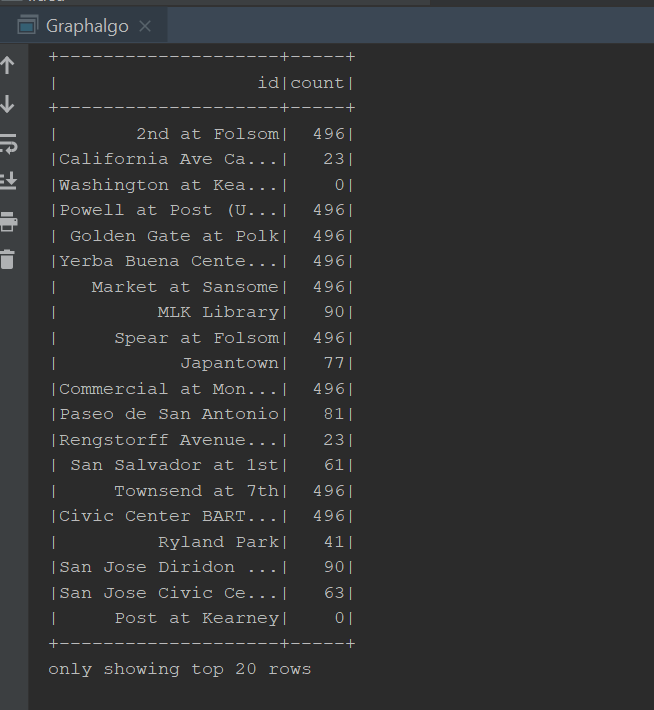 Graphalgo
+--------------------+-----+
|                  id|count|
+--------------------+-----+
|       2nd at Folsom|  496|
|California Ave Ca...|   23|
|Washington at Kea...|    0|
|Powell at Post (U...|  496|
| Golden Gate at Polk|  496|
|Yerba Buena Cente...|  496|
|   Market at Sansome|  496|
|         MLK Library|   90|
|     Spear at Folsom|  496|
|           Japantown|   77|
|Commercial at Mon...|  496|
|Paseo de San Antonio|   81|
|Rengstorff Avenue...|   23|
| San Salvador at 1st|   61|
|     Townsend at 7th|  496|
|Civic Center BART...|  496|
|         Ryland Park|   41|
|San Jose Diridon ...|   90|
|San Jose Civic Ce...|   63|
|     Post at Kearney|    0|
+--------------------+-----+
only showing top 20 rows